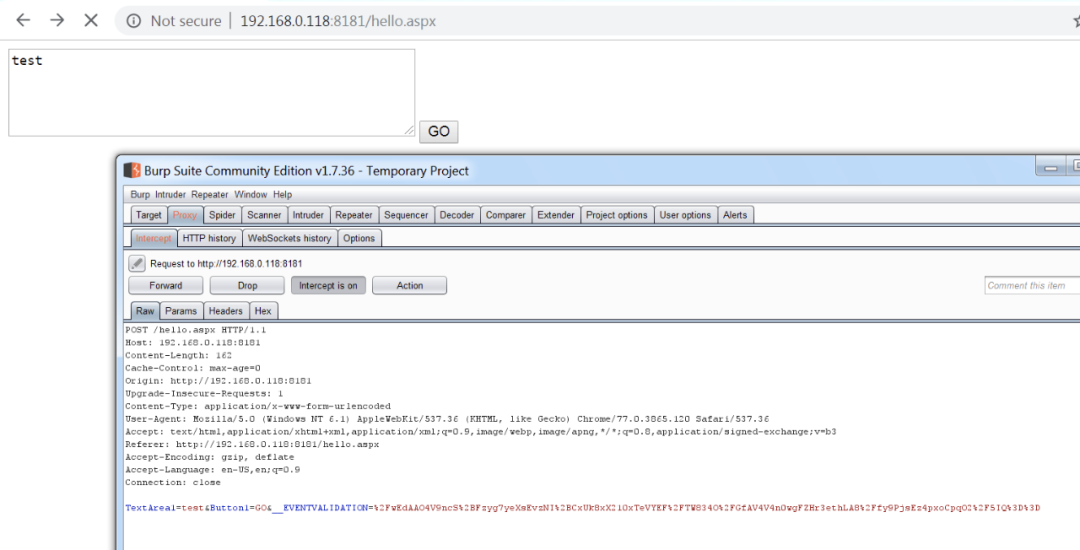 Not secure | 192.168.0.118:8181/hello.aspx
test
GO
Burp Suite Community Edition v1.7.36 - Temporary Project
Burp Intruder Repeater Window Help
Target Proxy Spider Scanner Intruder Repeater Sequencer Decoder Comparer Extender Project options User options Alerts
Intercept HTTP history WebSockets history Options
Request to http://192.168.0.118:8181
Forward Drop Intercept is on Action Comment this item
Raw Params Headers Hex
POST /hello.aspx HTTP/1.1
Host: 192.168.0.118:8181
Content-Length: 162
Cache-Control: max-age=0
Origin: http://192.168.0.118:8181
Upgrade-Insecure-Requests: 1
Content-Type: application/x-www-form-urlencoded
User-Agent: Mozilla/5.0 (Windows NT 6.1) AppleWebKit/537.36 (KHTML, like Gecko) Chrome/77.0.3865.120 Safari/537.36
Accept: text/html,application/xhtml+xml,application/xml;q=0.9,image/webp,image/apng,*/*;q=0.8,application/signed-exchange;v=b3
Referer: http://192.168.0.118:8181/hello.aspx
Accept-Encoding: gzip, deflate
Accept-Language: en-US,en;q=0.9
Connection: close
TextArea1=test&Button1=GO&__EVENTVALIDATION=